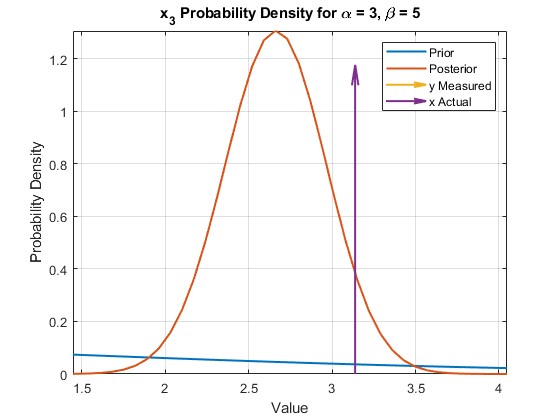 x3 Probability Density for α = 3, β = 5
Prior
Posterior
y Measured
x Actual
1.2
1
0.8
0.6
0.4
0.2
0
Probability Density
1.5
2
2.5
3
3.5
4
Value